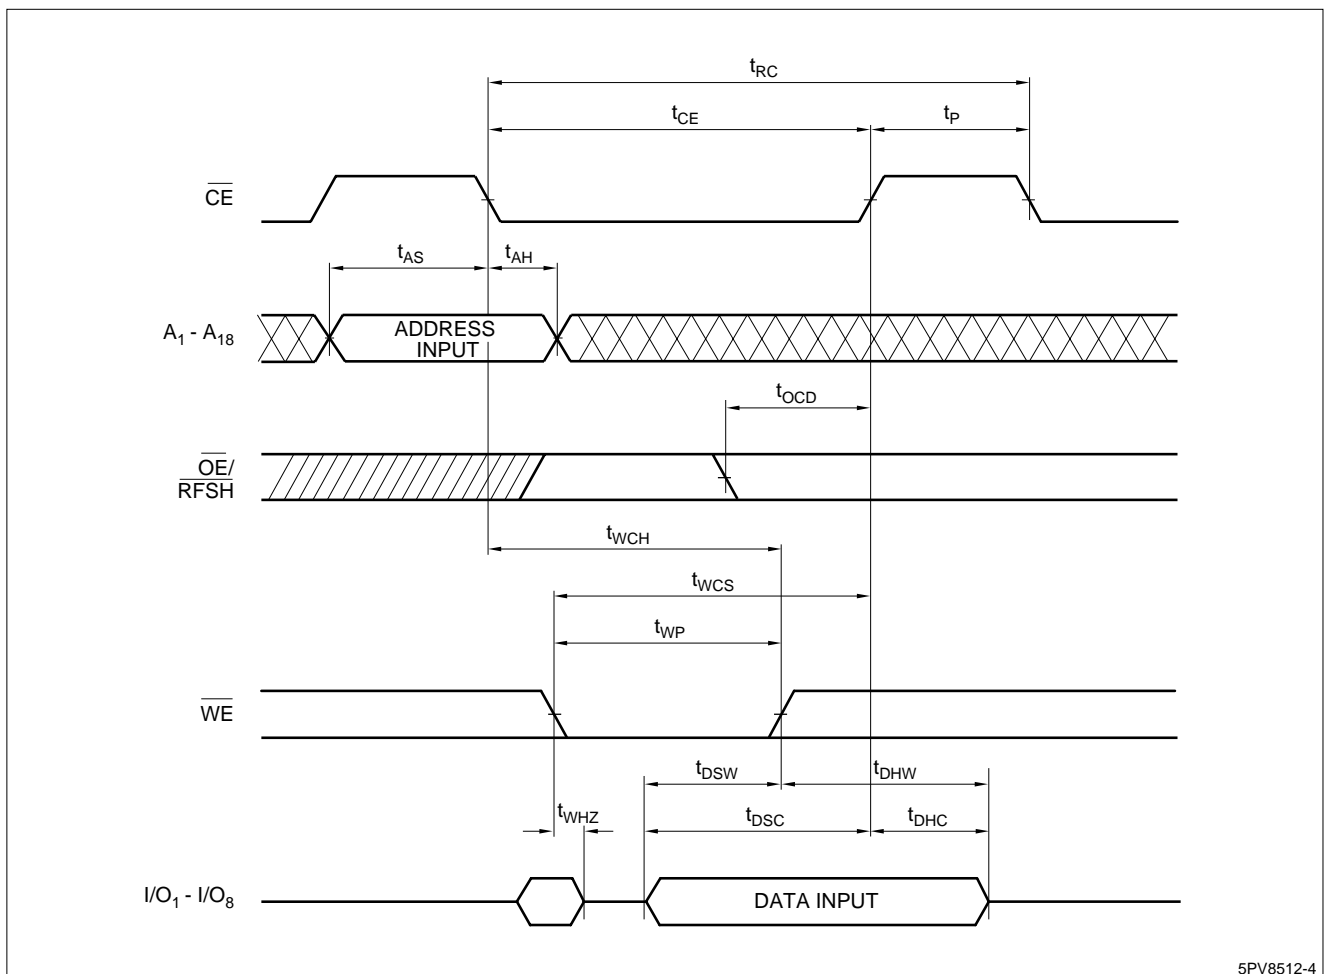 tRC
tCE
tP
CE
tAS
tAH
A1 - A18
ADDRESS
INPUT
tOCD
OE/
RFSH
tWCH
tWCS
tWP
WE
tDSW
tDHW
tWHZ
tDSC
tDHC
I/O1 - I/O8
DATA INPUT
5PV8512-4